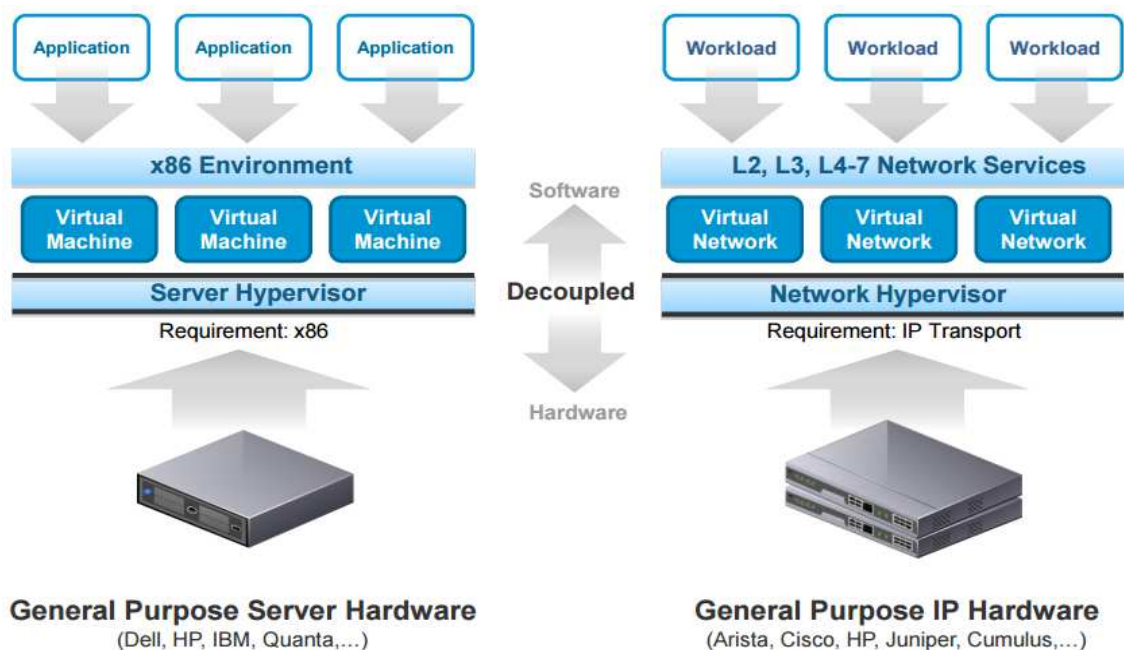 Application
Application
Application
x86 Environment
Virtual
Machine
Virtual
Machine
Virtual
Machine
Server Hypervisor
Requirement: x86
General Purpose Server Hardware
(Dell, HP, IBM, Quanta,…)
Software
Decoupled
Hardware
Workload
Workload
Workload
L2, L3, L4-7 Network Services
Virtual
Network
Virtual
Network
Virtual
Network
Network Hypervisor
Requirement: IP Transport
General Purpose IP Hardware
(Arista, Cisco, HP, Juniper, Cumulus,…)